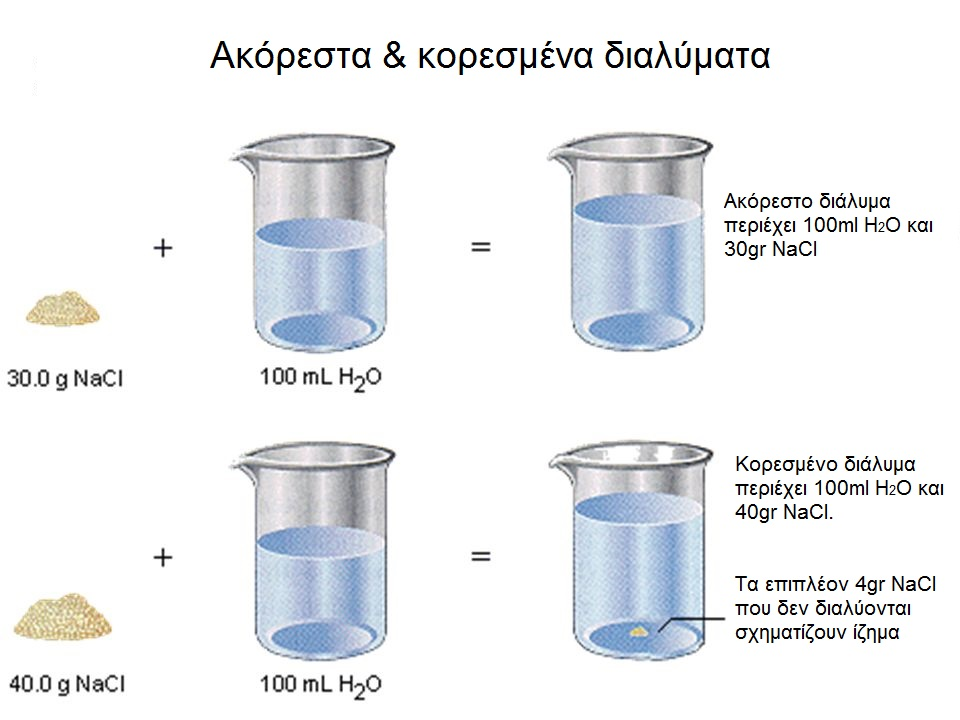 Ακόρεστα & κορεσμένα διαλύματα
Ακόρεστο διάλυμα
περιέχει 100ml H2O και
30gr NaCl
+
=
30.0 g NaCl
100 mL H2O
Κορεσμένο διάλυμα
περιέχει 100ml H2O και
40gr NaCl.
+
=
Τα επιπλέον 4gr NaCl
που δεν διαλύονται
σχηματίζουν ίζημα
40.0 g NaCl
100 mL H2O